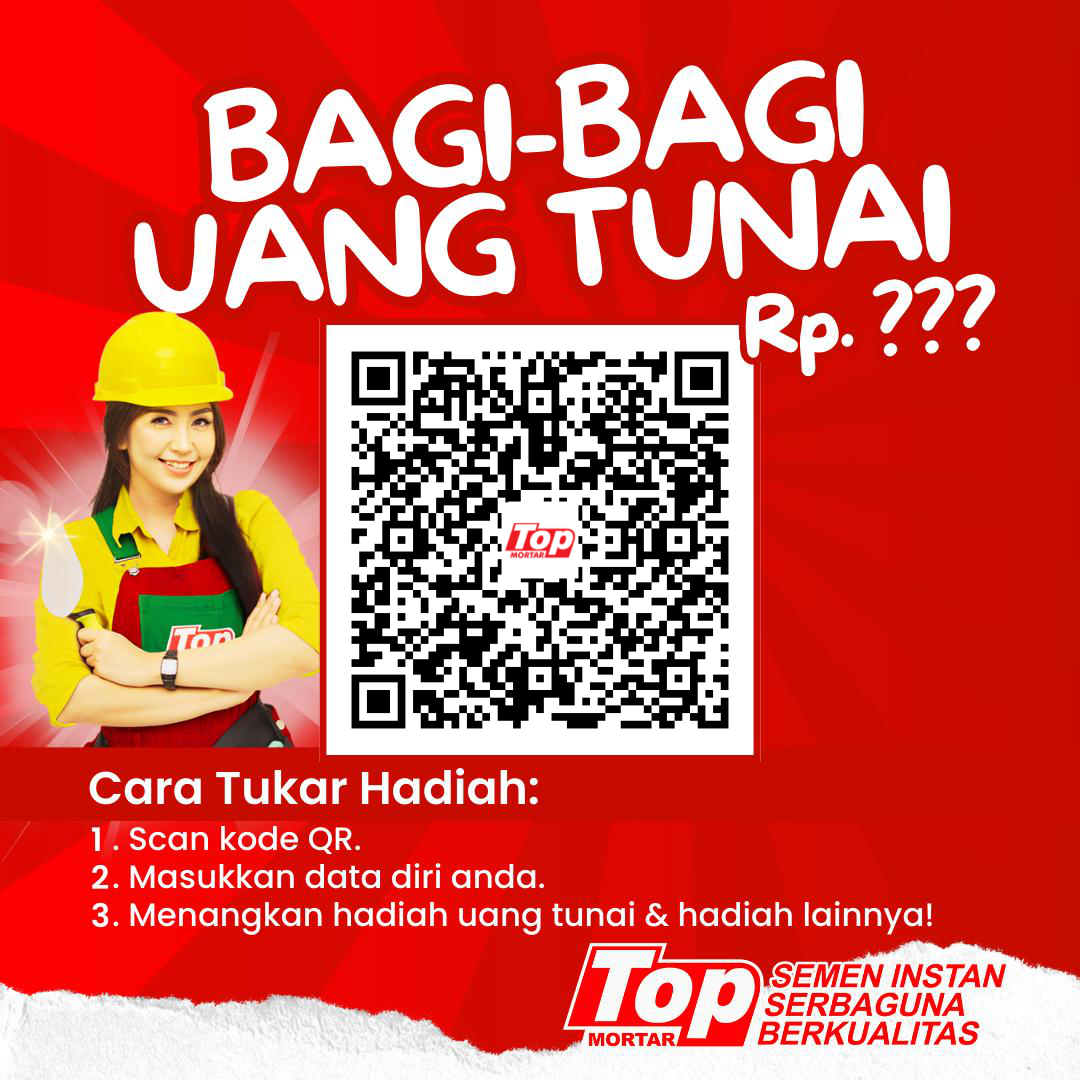 BAGI-BAGI
UANG TUNAI
Rp. ???
Top
MORTAR
Top
Cara Tukar Hadiah:
1. Scan kode QR.
2. Masukkan data diri anda.
3. Menangkan hadiah uang tunai & hadiah lainnya!
Top
MORTAR
SEMEN INSTAN
SERBAGUNA
BERKUALITAS